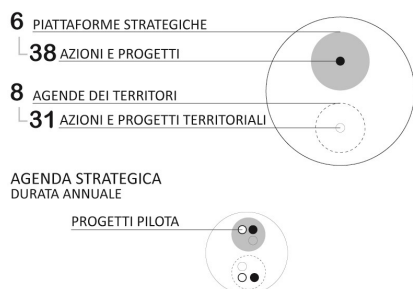 6 PIATTAFORME STRATEGICHE
38 AZIONI E PROGETTI
8 AGENDE DEI TERRITORI
31 AZIONI E PROGETTI TERRITORIALI
AGENDA STRATEGICA
DURATA ANNUALE
PROGETTI PILOTA